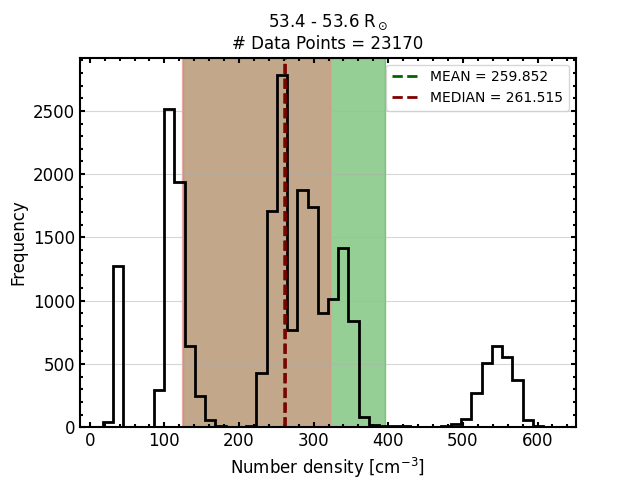 53.4 - 53.6 R⊙
# Data Points = 23170
MEAN = 259.852
MEDIAN = 261.515
Frequency
2500
2000
1500
1000
500
0
0 100 200 300 400 500 600
Number density [cm⁻³]